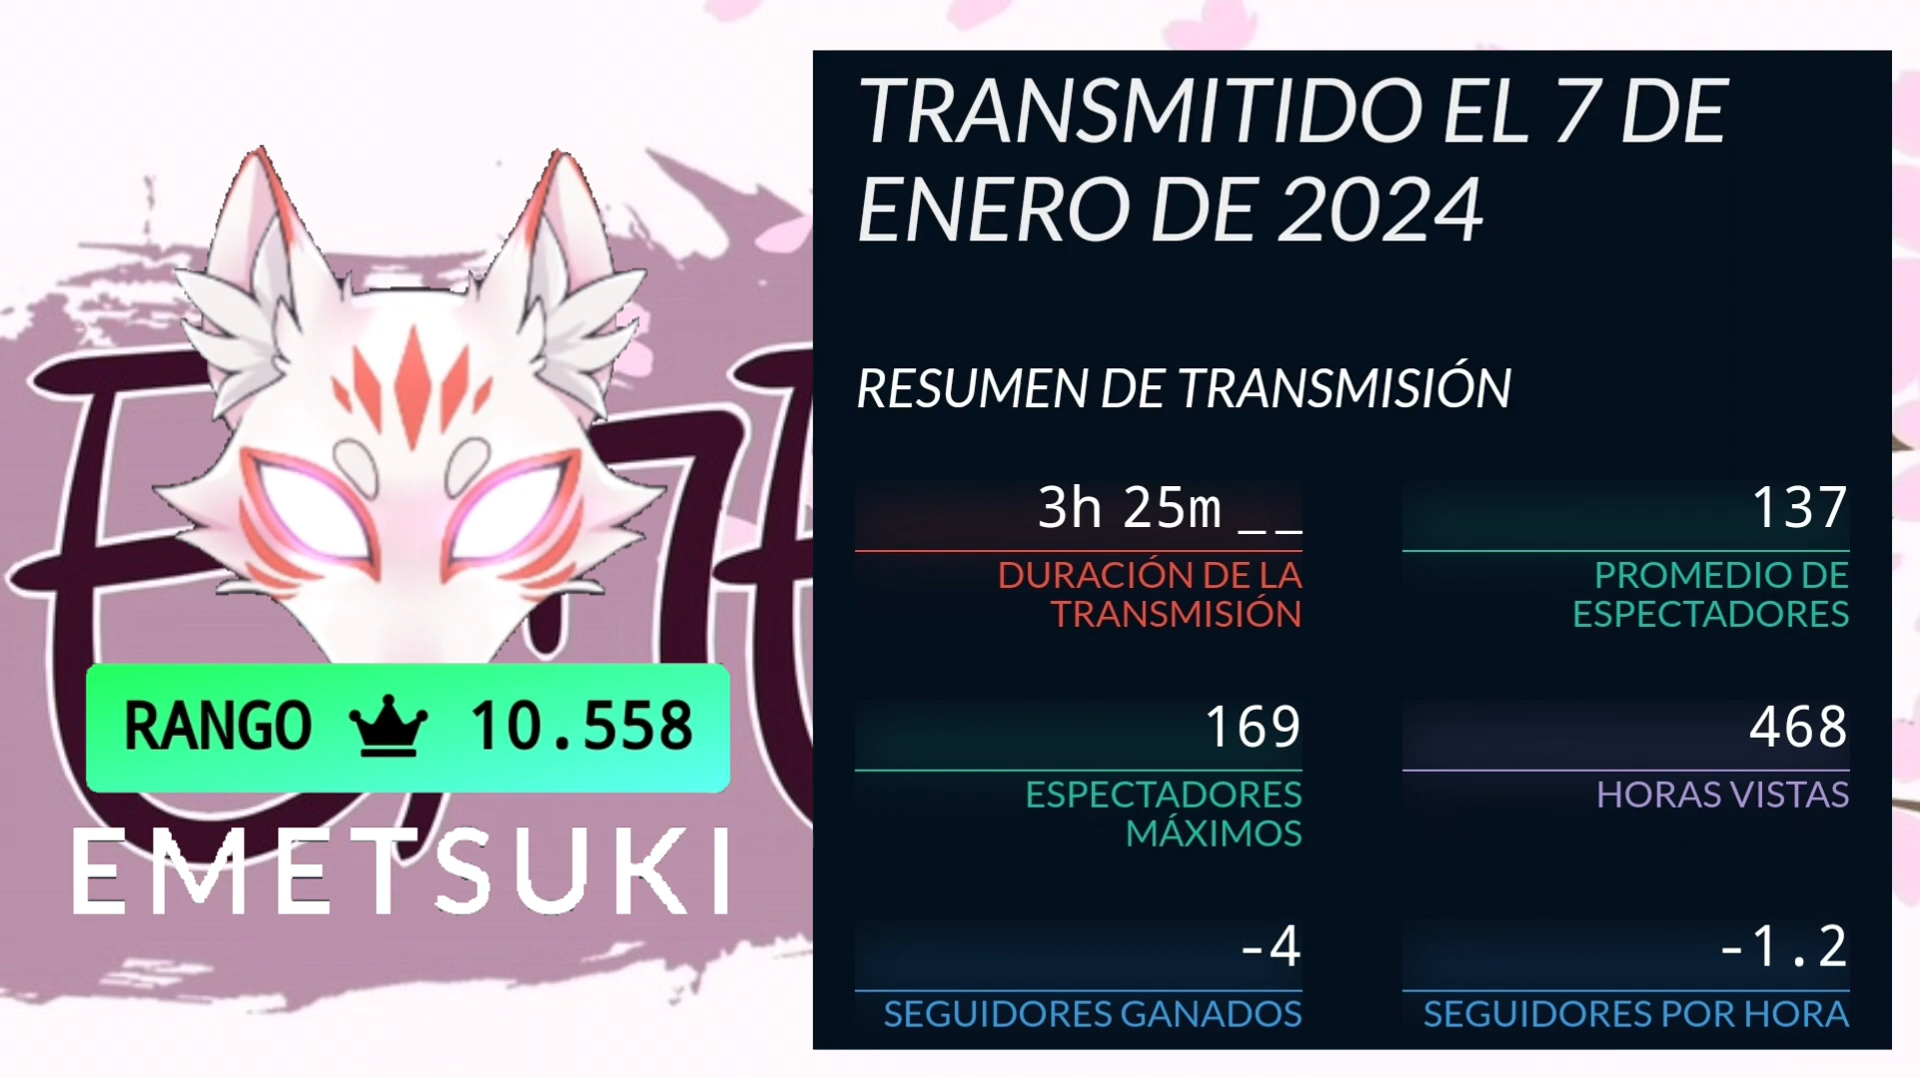 TRANSMITIDO EL 7 DE
ENERO DE 2024
RESUMEN DE TRANSMISIÓN
3h 25m _ _
DURACIÓN DE LA
TRANSMISIÓN
137
PROMEDIO DE
ESPECTADORES
169
ESPECTADORES
MÁXIMOS
468
HORAS VISTAS
-4
SEGUIDORES GANADOS
-1.2
SEGUIDORES POR HORA
RANGO 10.558
EMETSUKI